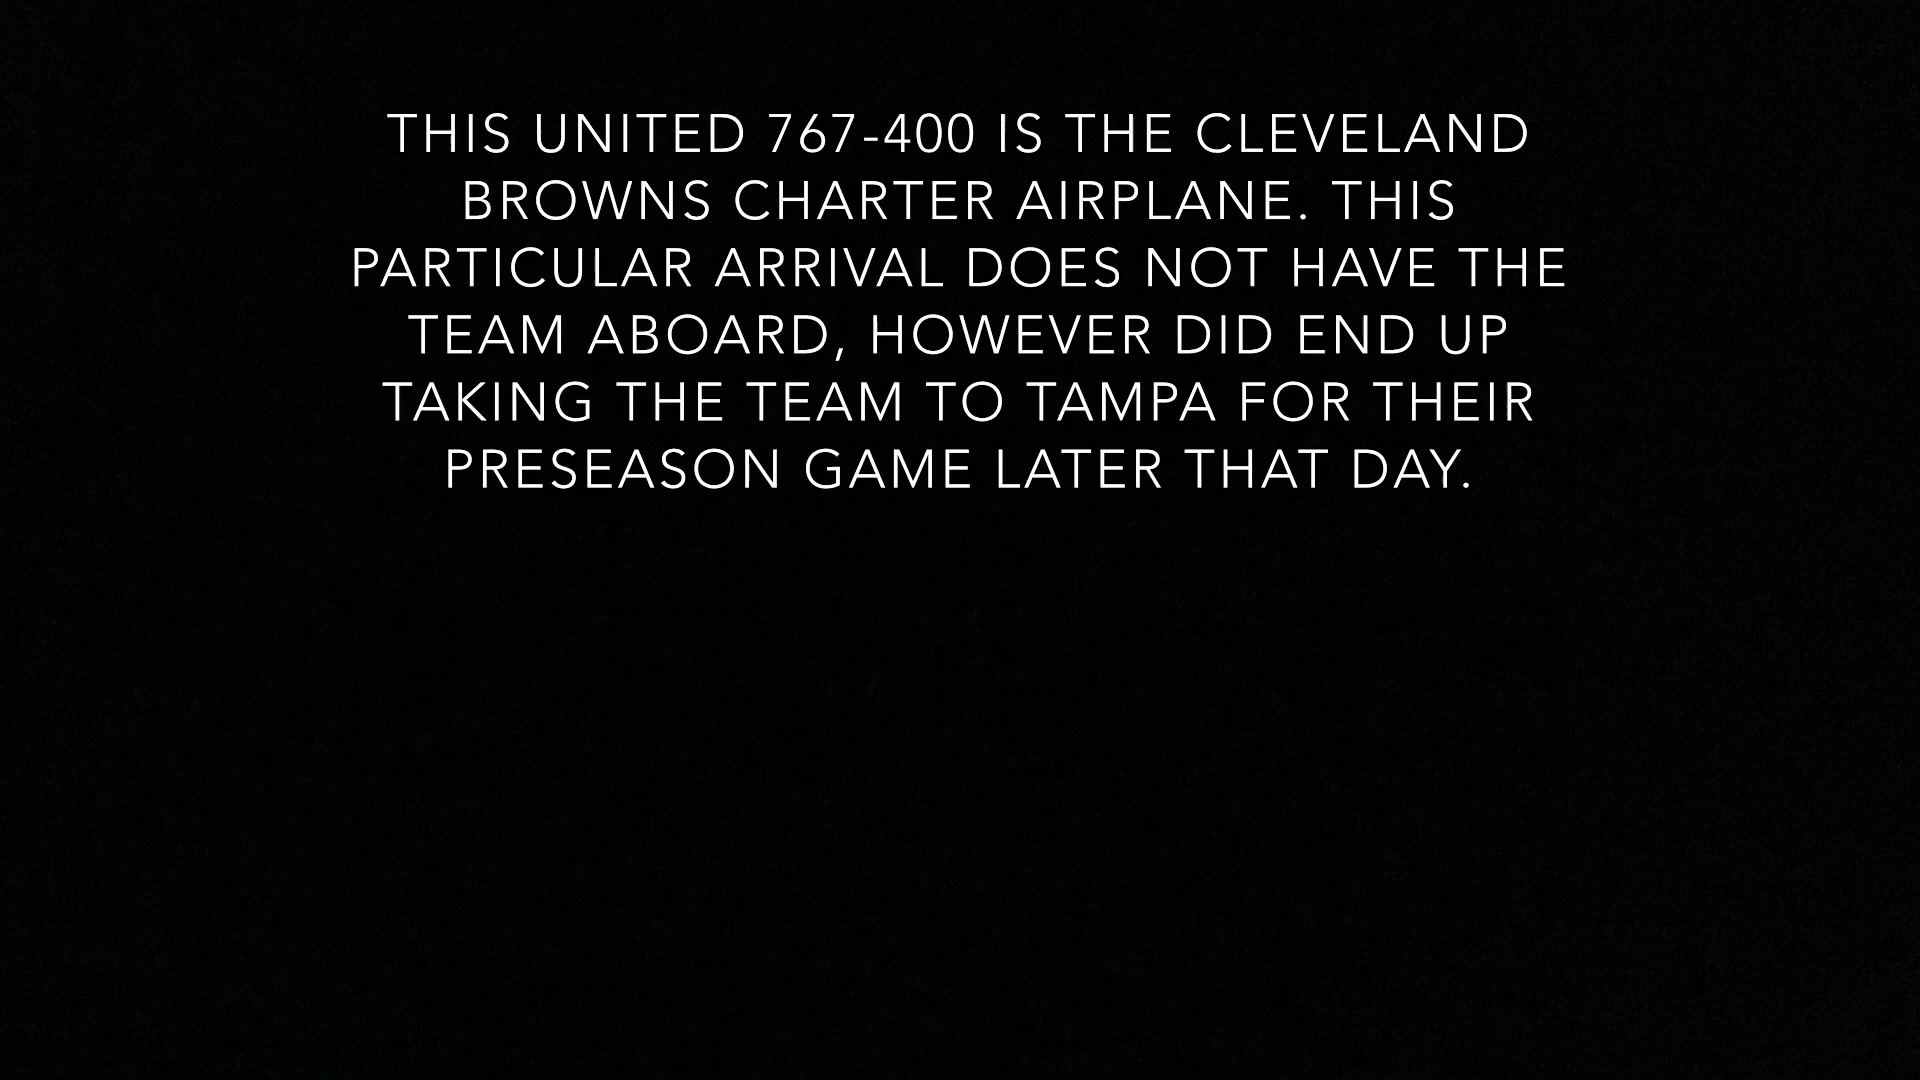 THIS UNITED 767-400 IS THE CLEVELAND
BROWNS CHARTER AIRPLANE. THIS
PARTICULAR ARRIVAL DOES NOT HAVE THE
TEAM ABOARD, HOWEVER DID END UP
TAKING THE TEAM TO TAMPA FOR THEIR
PRESEASON GAME LATER THAT DAY.